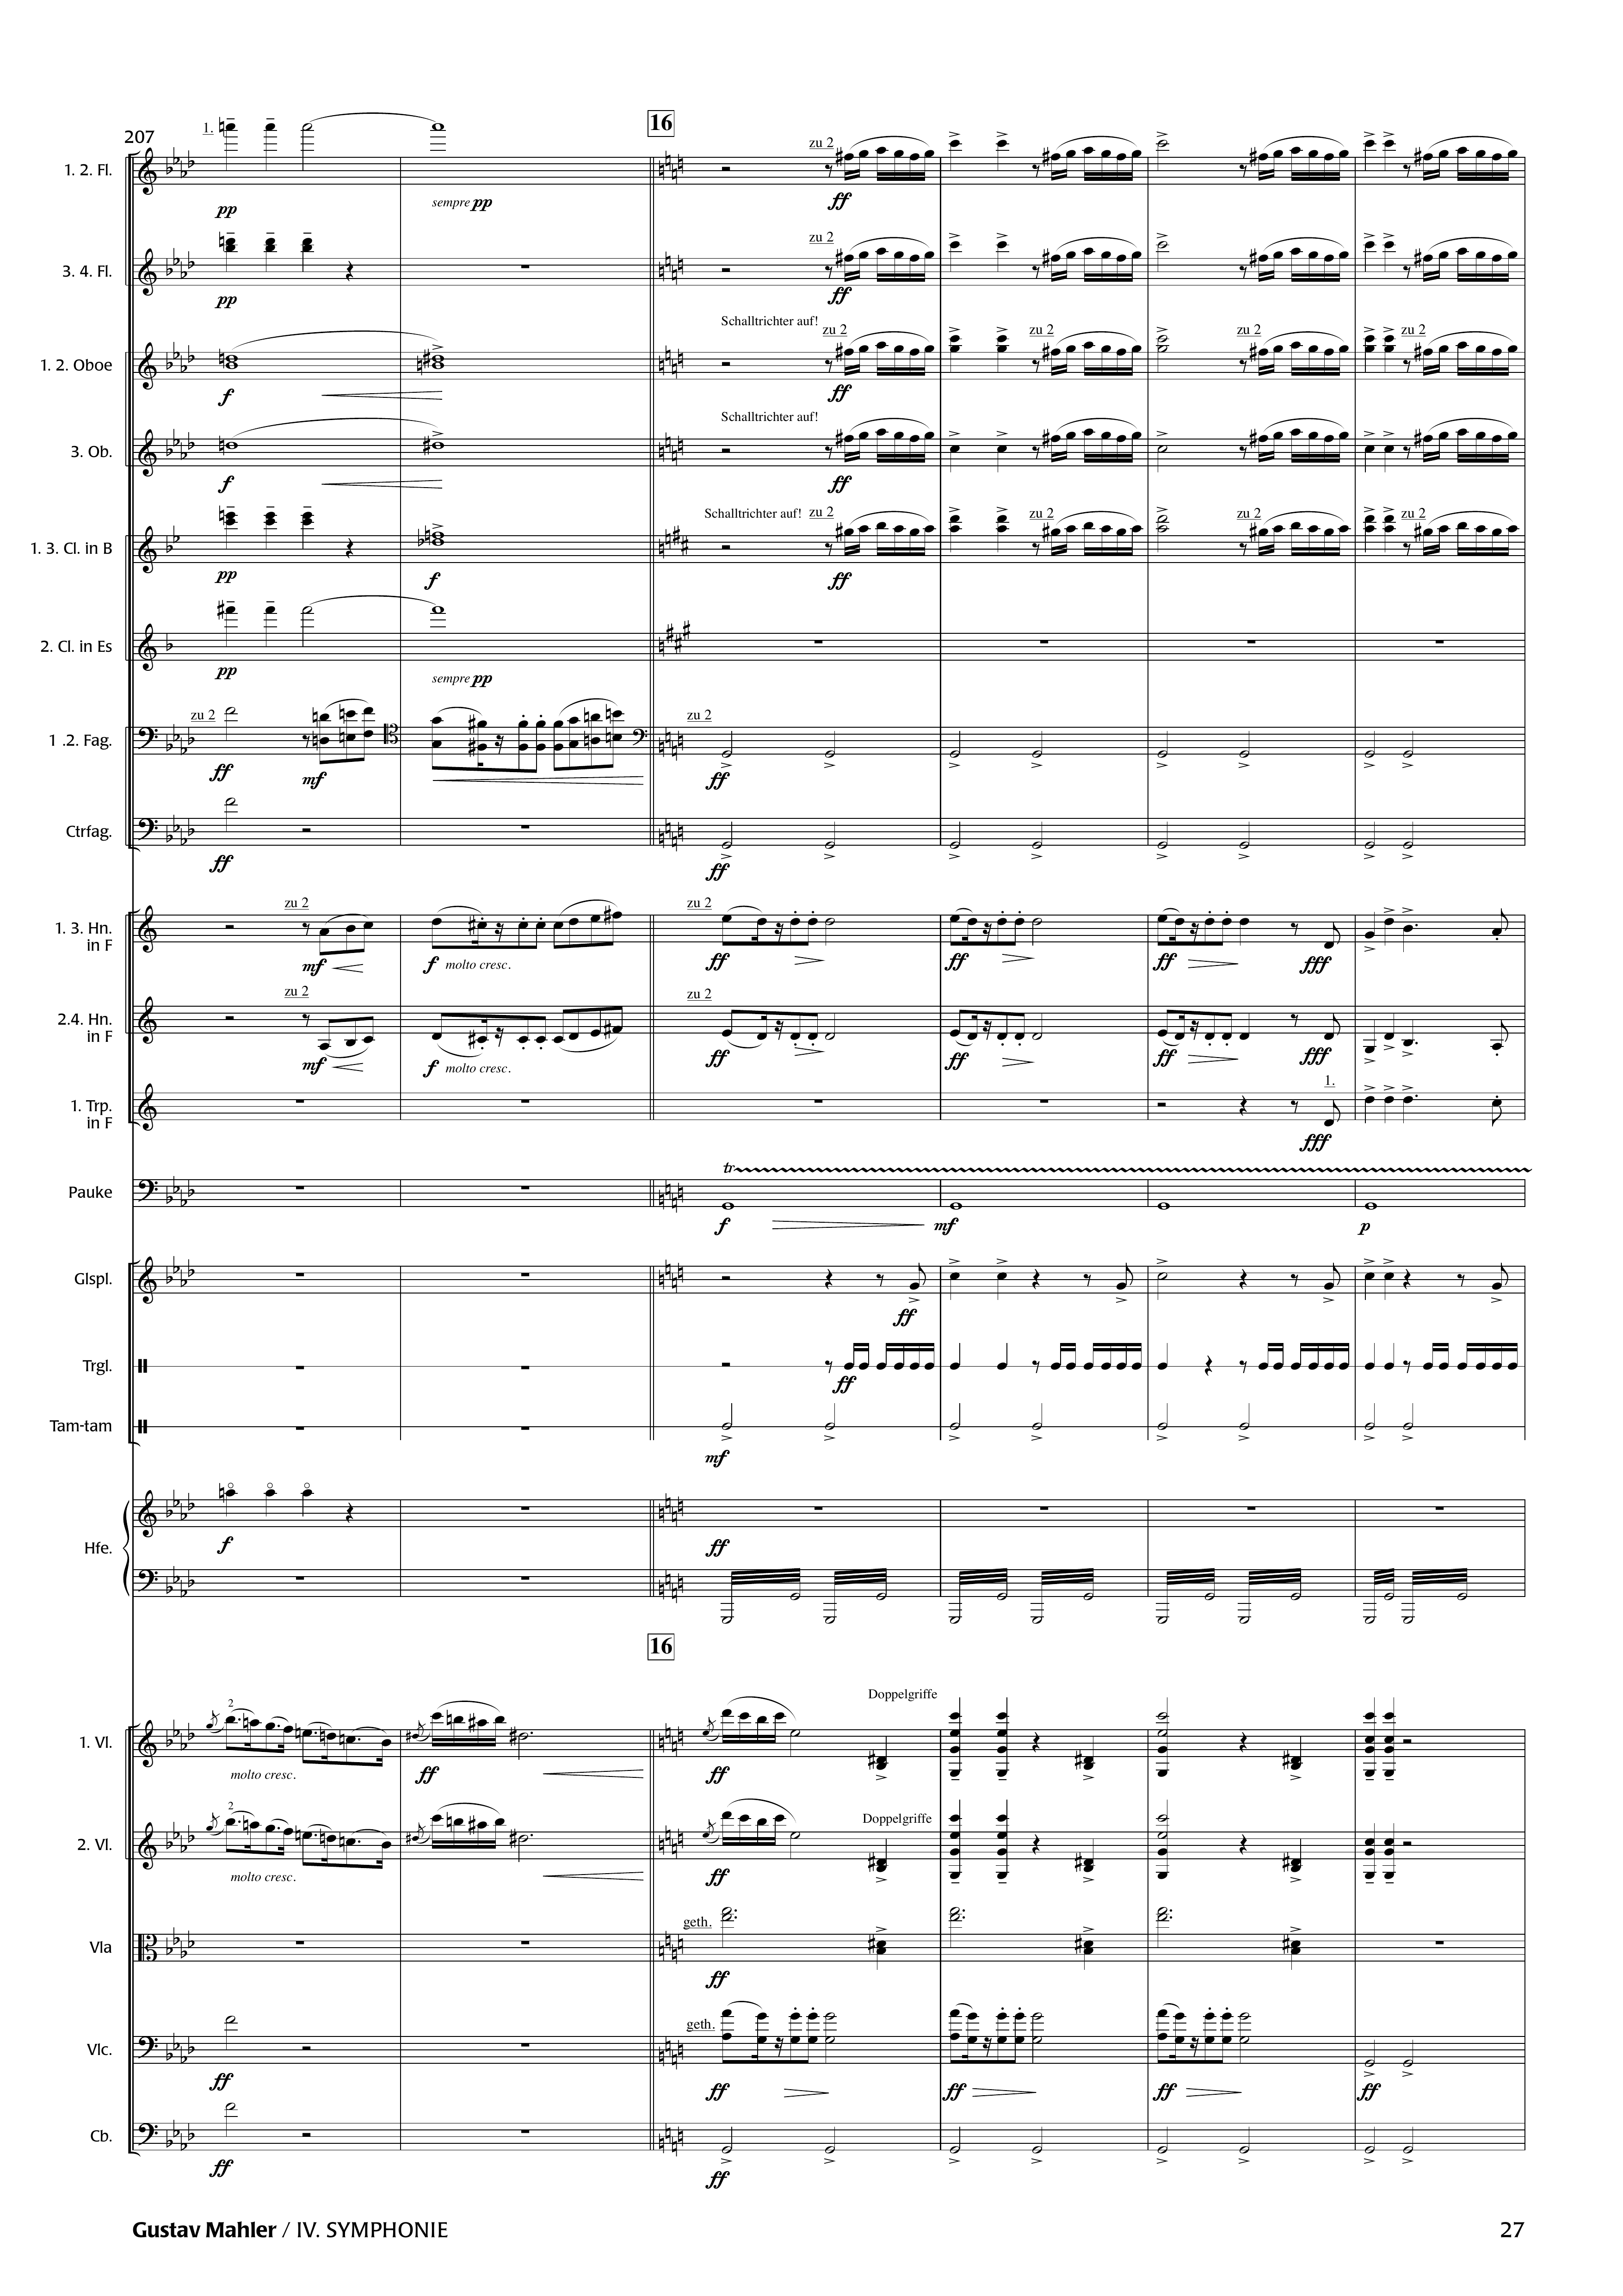 16
207
1.
zu 2
1. 2. Fl.
pp
sempre pp
ff
zu 2
3. 4. Fl.
pp
ff
Schalltrichter auf!
zu 2
zu 2
zu 2
zu 2
1. 2. Oboe
f
ff
Schalltrichter auf!
3. Ob.
f
ff
Schalltrichter auf!
zu 2
zu 2
zu 2
zu 2
1. 3. Cl. in B
pp
f
ff
2. Cl. in Es
pp
sempre pp
zu 2
zu 2
1 .2. Fag.
ff
mf
ff
Ctrfag.
ff
ff
zu 2
zu 2
1. 3. Hn.
in F
mf
f molto cresc.
ff
ff
ff
fff
zu 2
zu 2
2.4. Hn.
in F
mf
f molto cresc.
ff
ff
ff
fff
1.
1. Trp.
in F
fff
tr
Pauke
f
mf
p
Glspl.
ff
Trgl.
ff
Tam-tam
mf
Hfe.
f
ff
16
Doppelgriffe
2
1. Vl.
molto cresc.
ff
ff
Doppelgriffe
2
2. Vl.
molto cresc.
ff
geth.
Vla
ff
geth.
Vlc.
ff
ff
ff
ff
ff
Cb.
ff
ff
Gustav Mahler / IV. SYMPHONIE
27